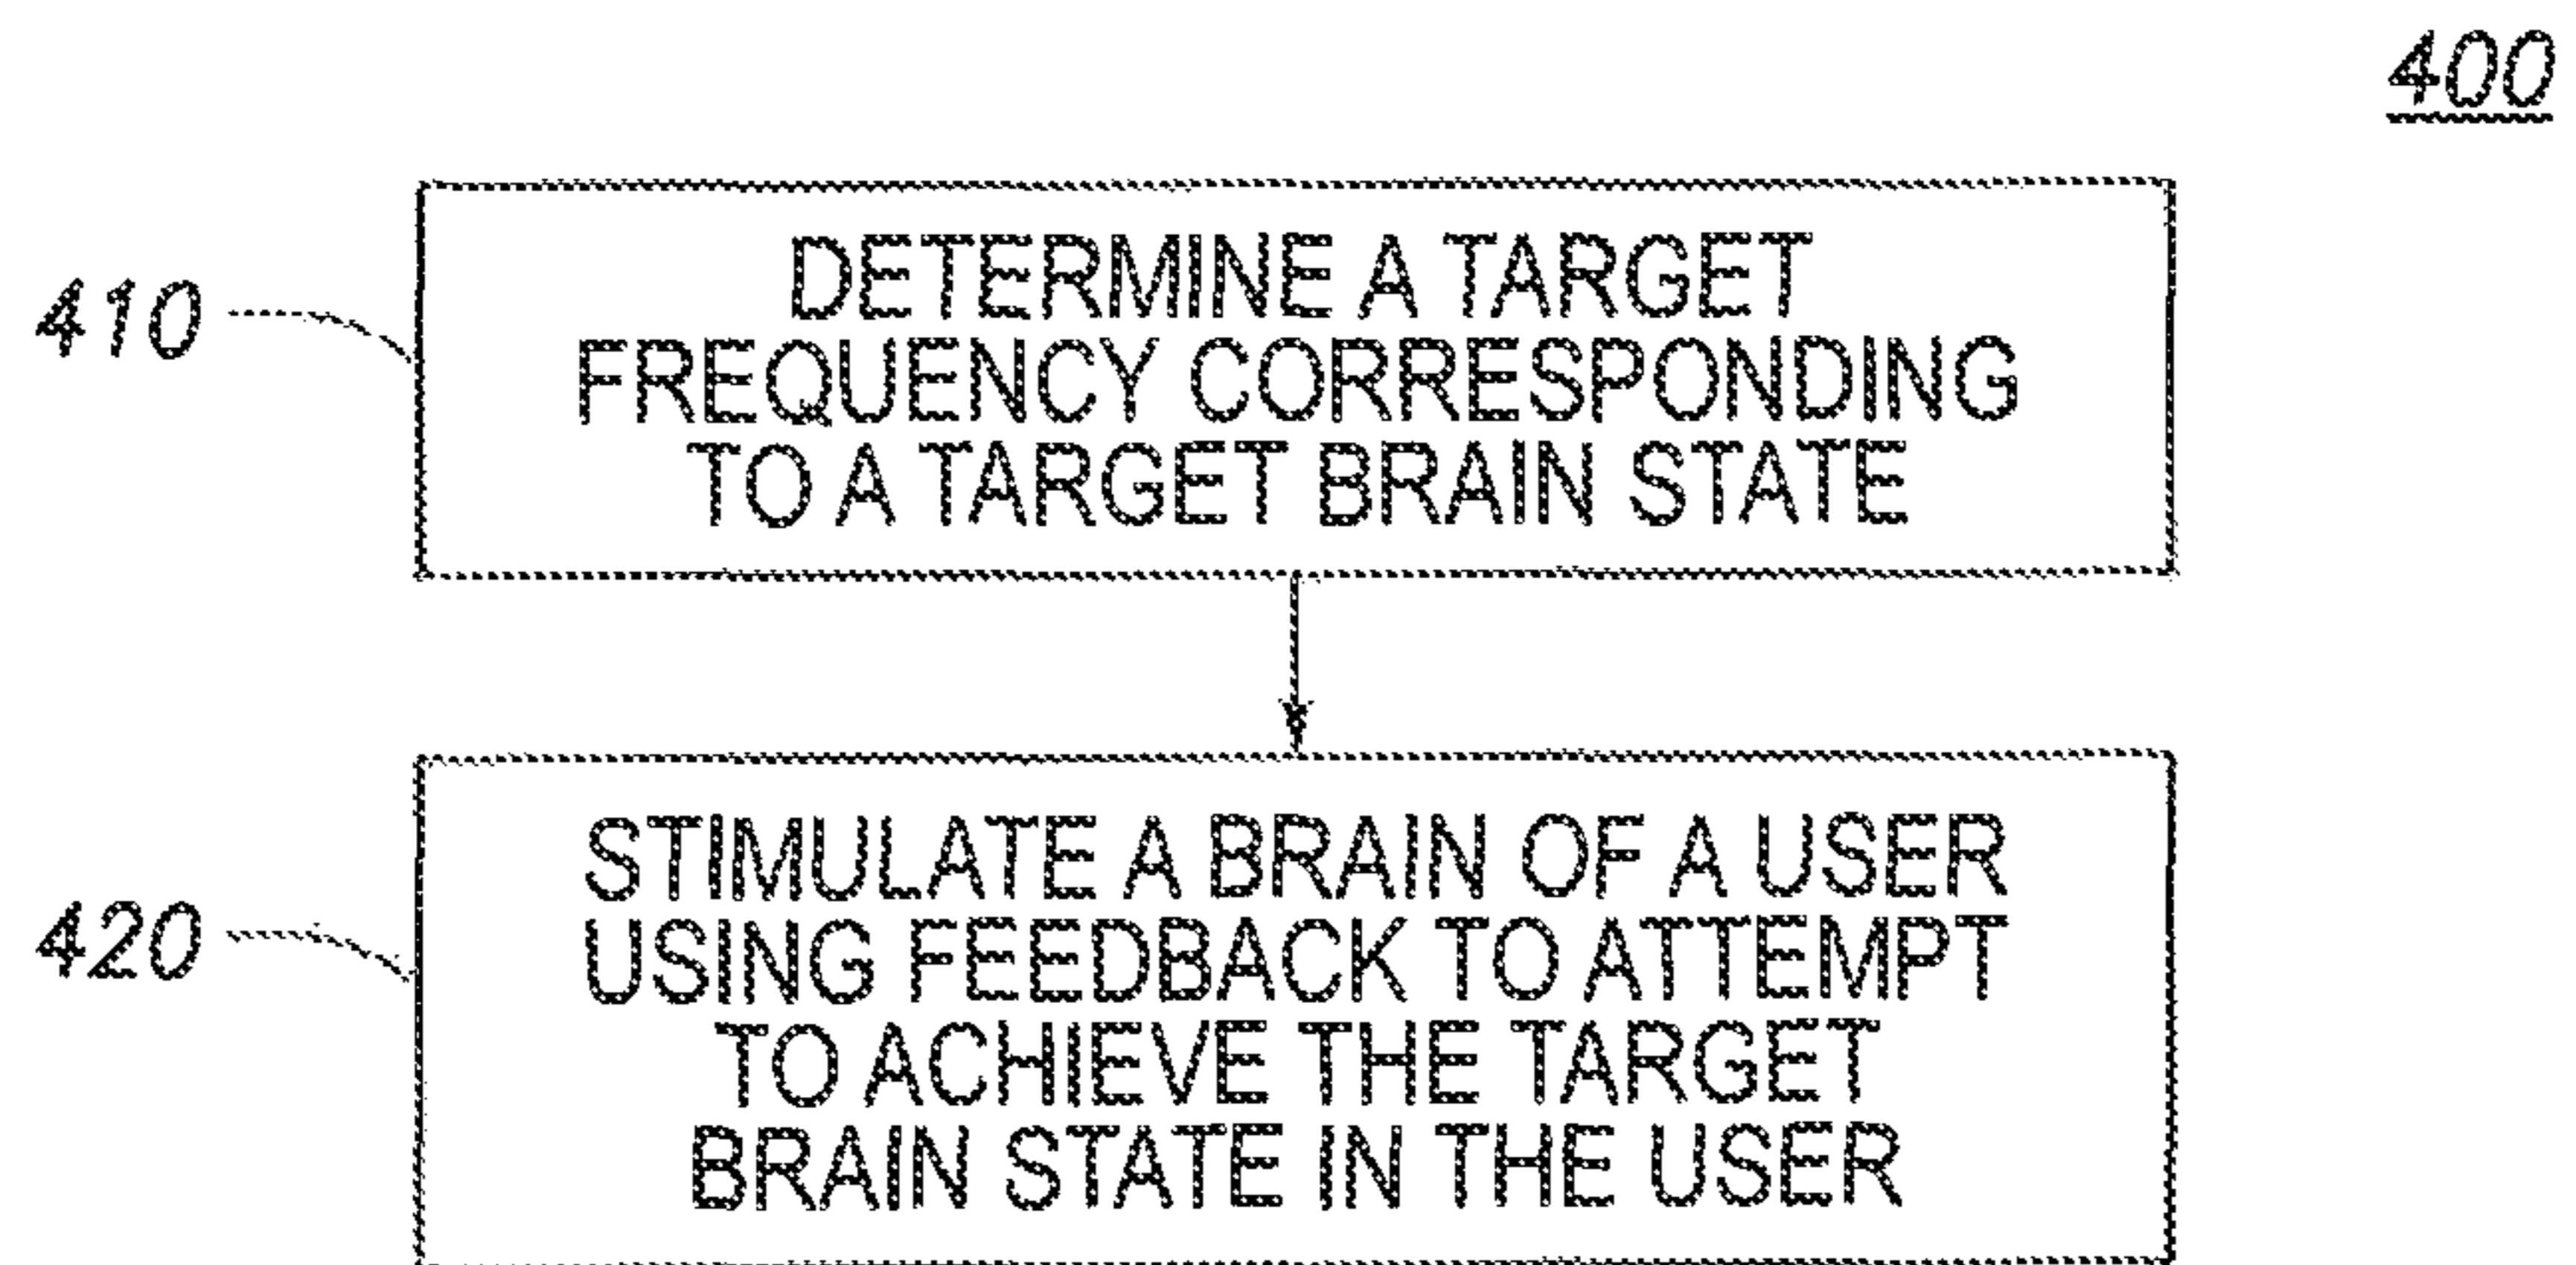 400
410
DETERMINE A TARGET
FREQUENCY CORRESPONDING
TO A TARGET BRAIN STATE
420
STIMULATE A BRAIN OF A USER
USING FEEDBACK TO ATTEMPT
TO ACHIEVE THE TARGET
BRAIN STATE IN THE USER